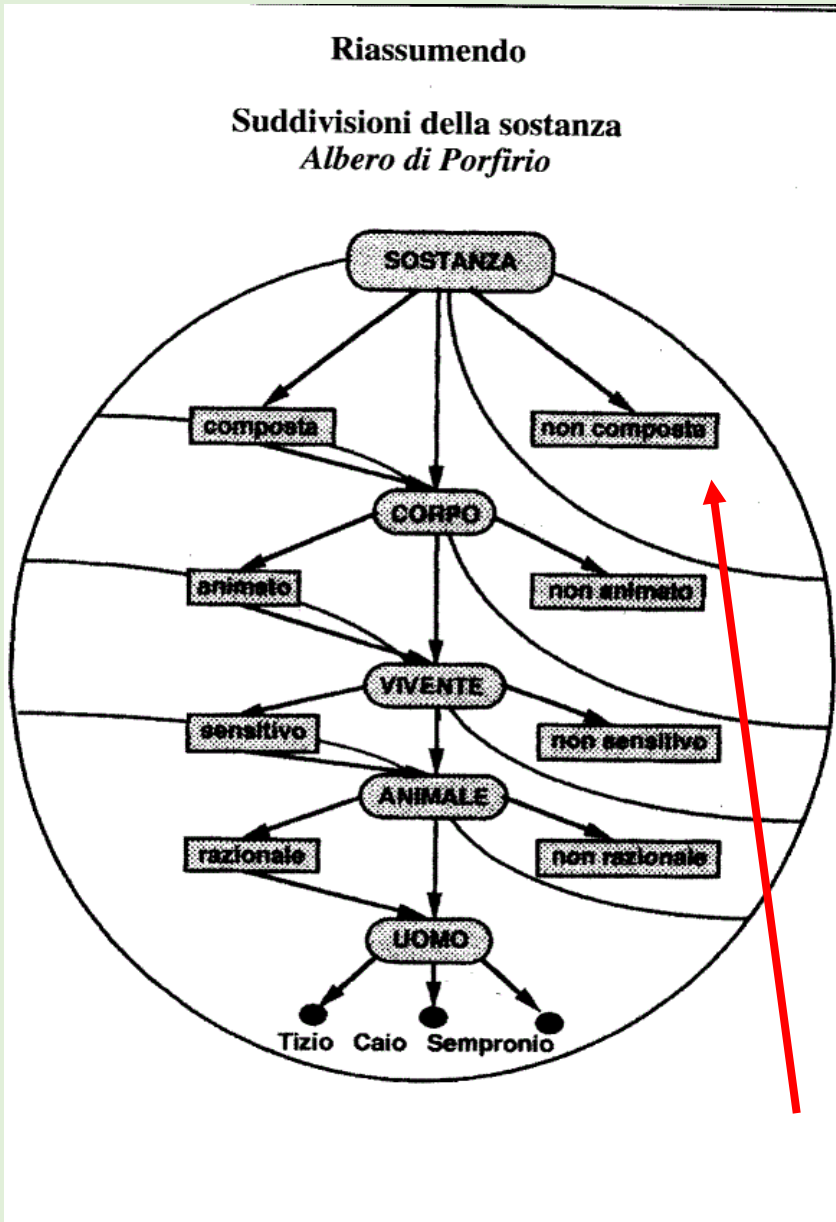 Riassumendo
Suddivisioni della sostanza
Albero di Porfirio
SOSTANZA
composta
non composta
CORPO
animato
non animato
VIVENTE
sensitivo
non sensitivo
ANIMALE
razionale
non razionale
UOMO
Tizio Caio Sempronio